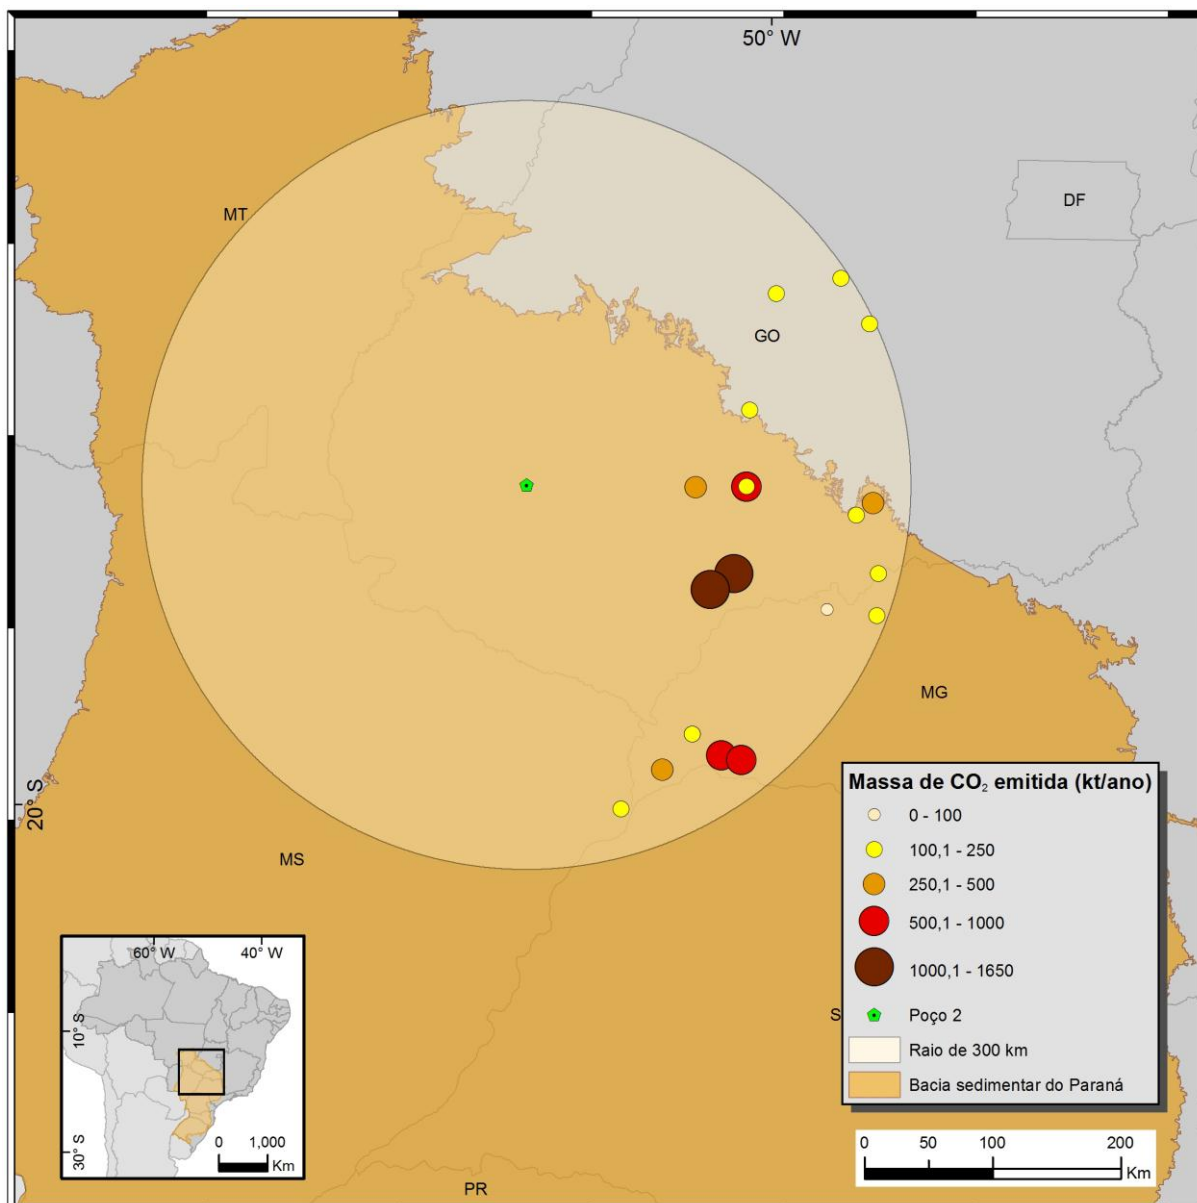 50° W
MT
DF
GO
MG
20° S
MS
Massa de CO₂ emitida (kt/ano)
0 - 100
100,1 - 250
250,1 - 500
500,1 - 1000
1000,1 - 1650
Poço 2
S
Raio de 300 km
Bacia sedimentar do Paraná
60° W 40° W
10° S
30° S
0 1,000
Km
0 50 100 200
Km
PR